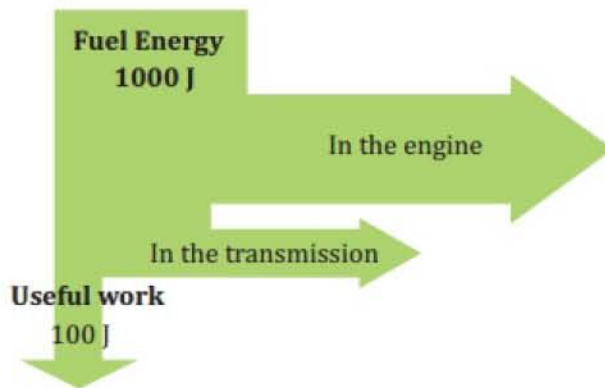 Fuel Energy
1000 J
In the engine
In the transmission
Useful work
100 J